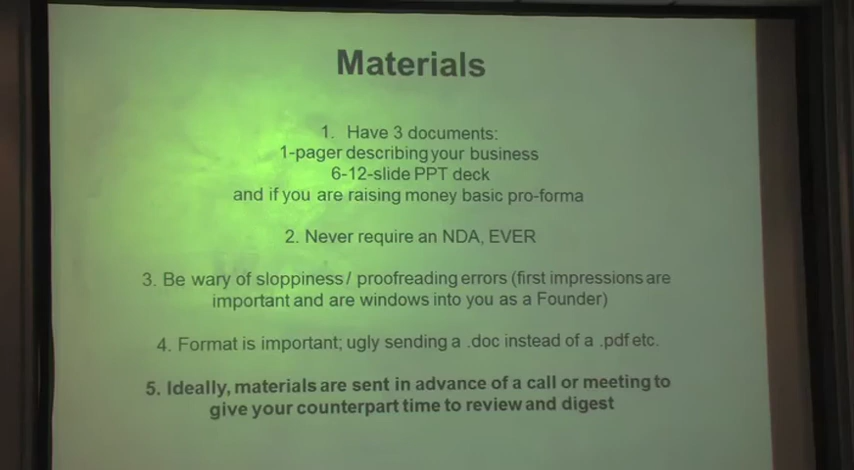 Materials
1. Have 3 documents:
1-pager describing your business
6-12-slide PPT deck
and if you are raising money basic pro-forma
2. Never require an NDA, EVER
3. Be wary of sloppiness/ proofreading errors (first impressions are
important and are windows into you as a Founder)
4. Format is important; ugly sending a .doc instead of a .pdf etc.
5. Ideally, materials are sent in advance of a call or meeting to
give your counterpart time to review and digest